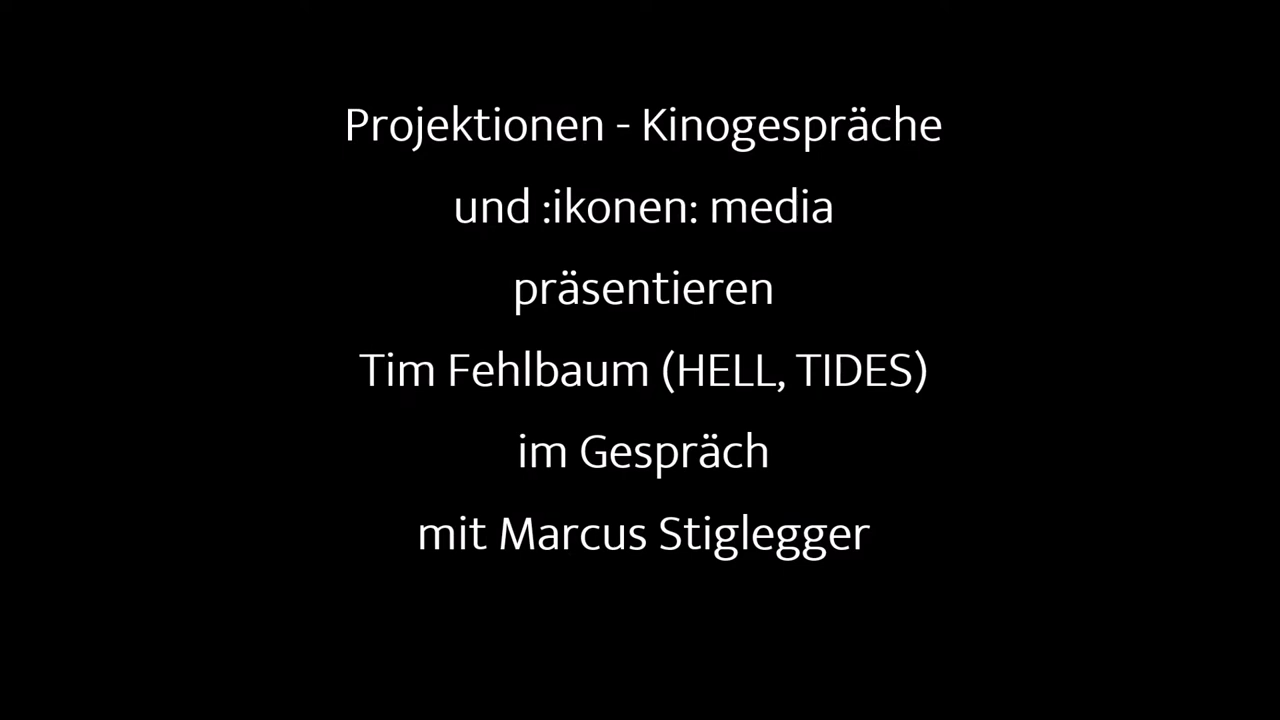 Projektionen - Kinogespräche
und :ikonen: media
präsentieren
Tim Fehlbaum (HELL, TIDES)
im Gespräch
mit Marcus Stiglegger